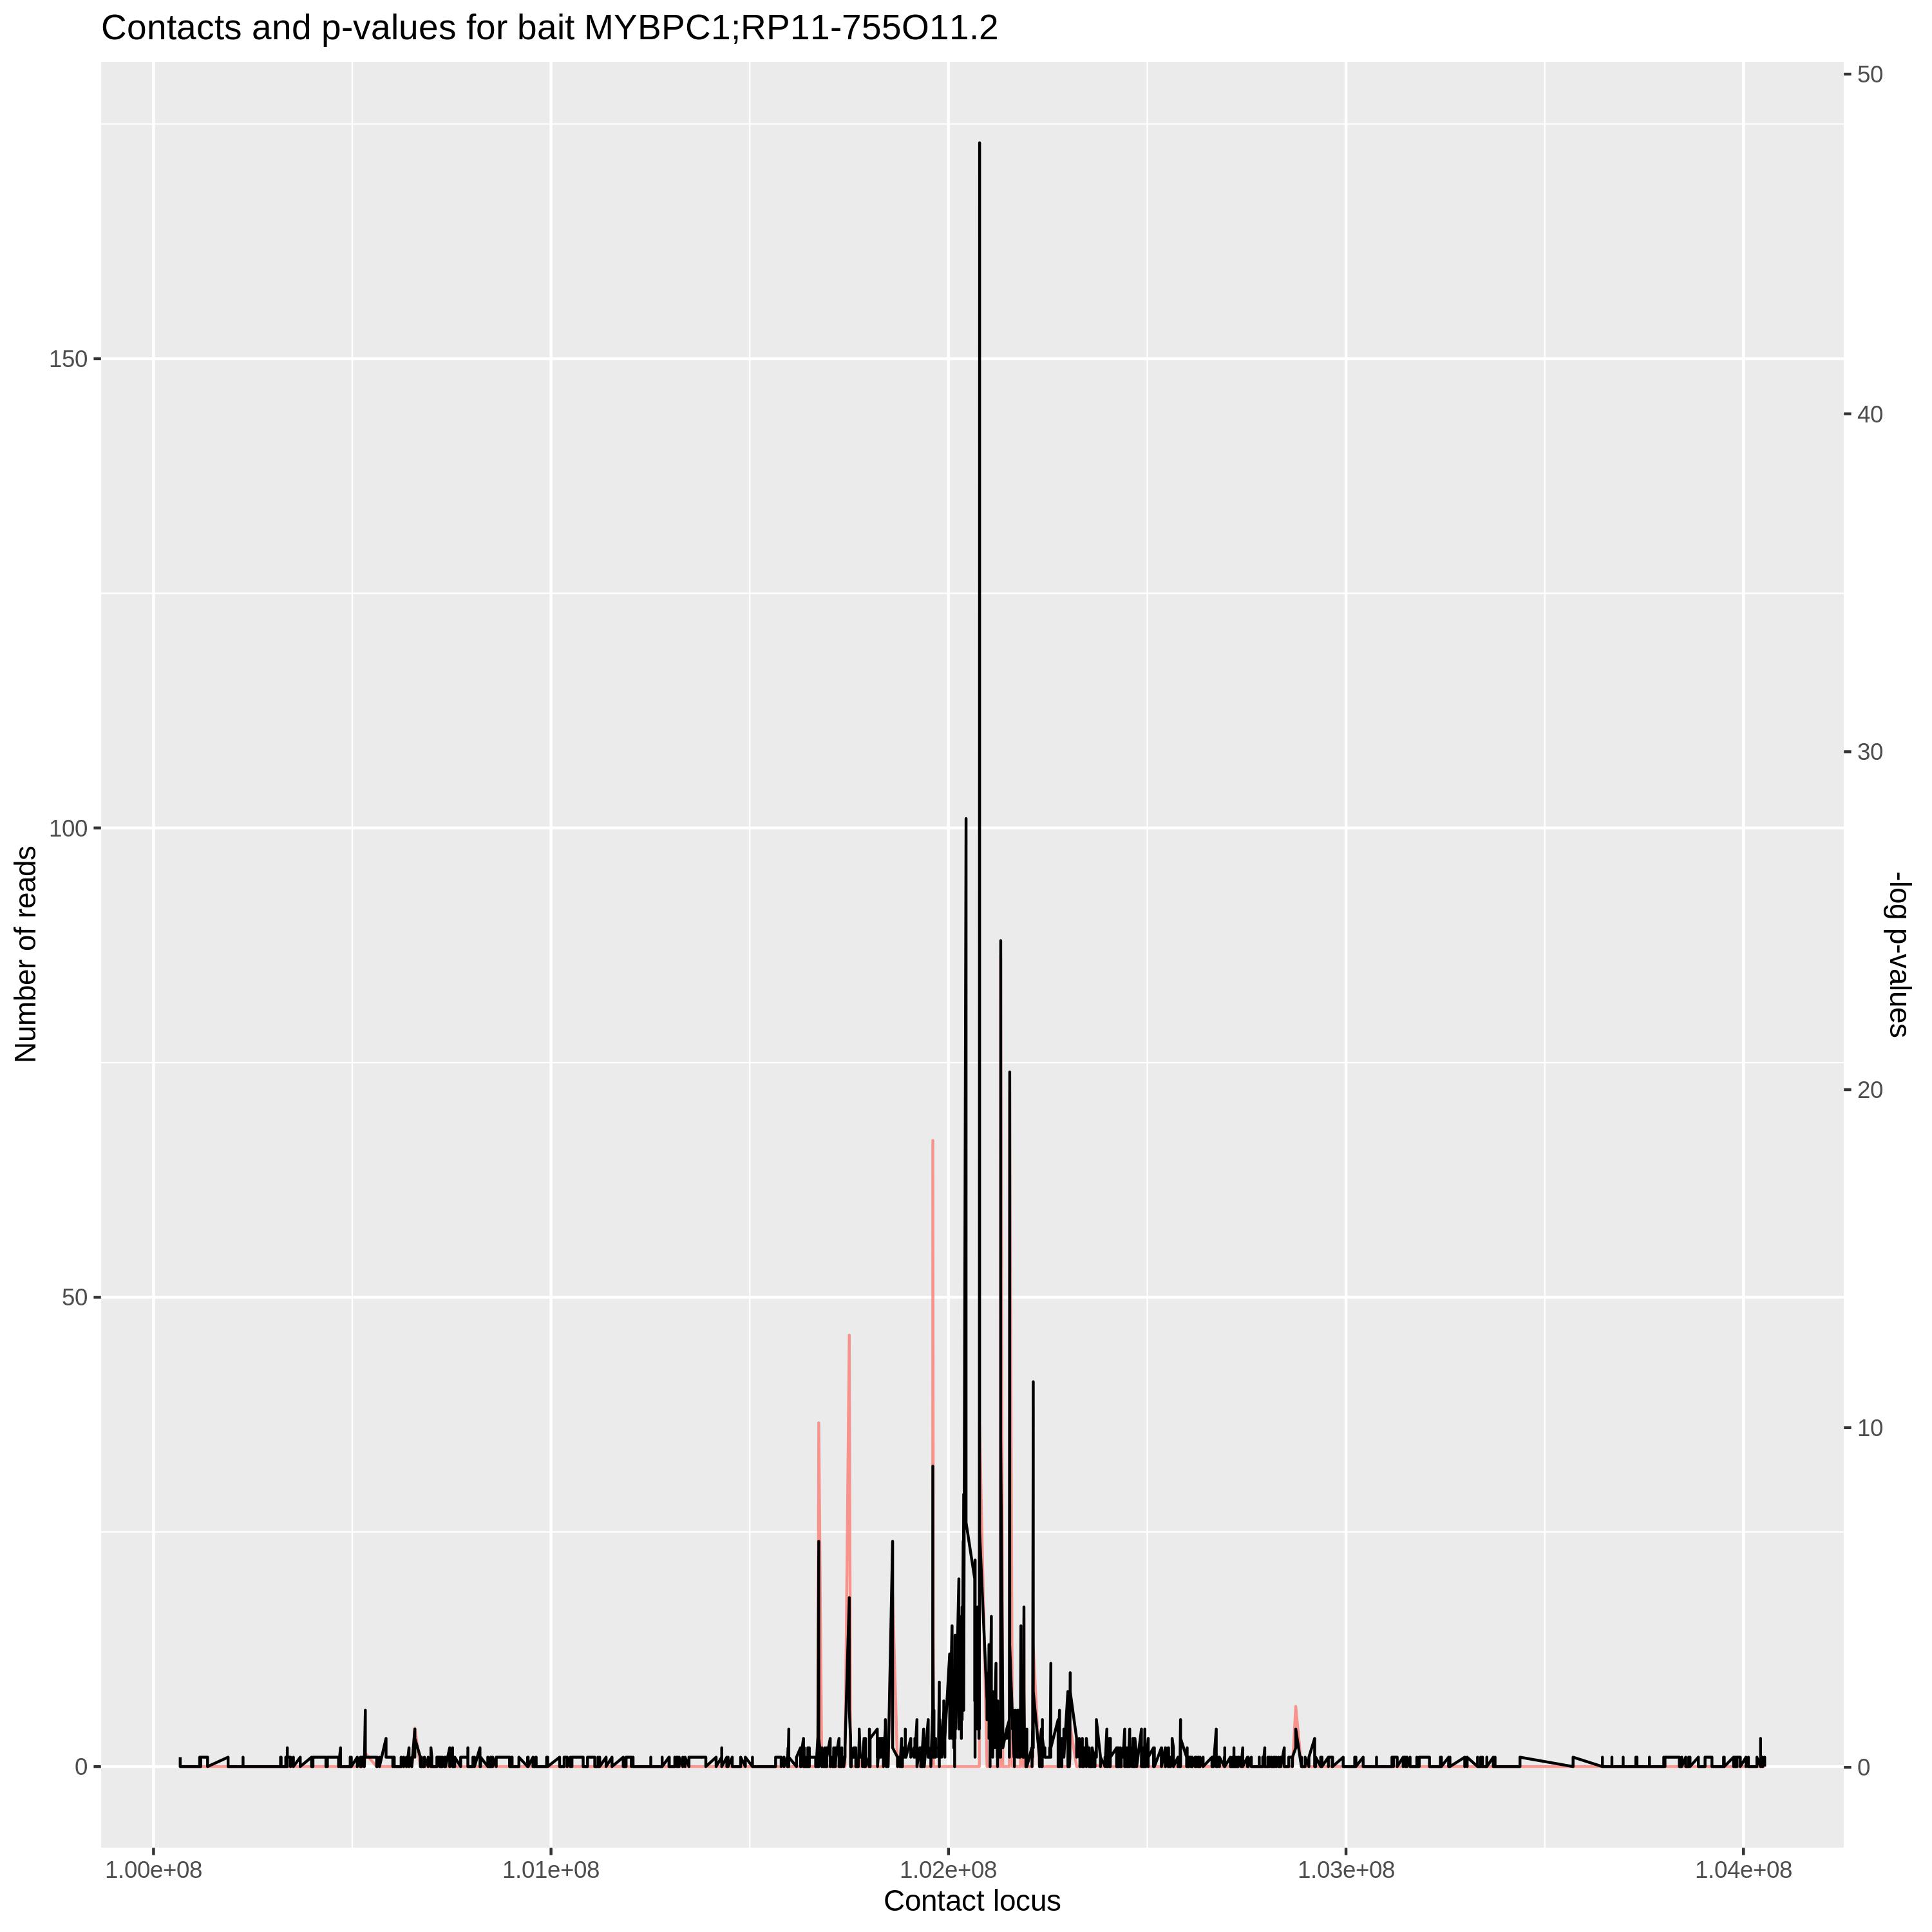 Contacts and p-values for bait MYBPC1;RP11-755O11.2
50
150
40
30
100
Number of reads
-log p-values
20
50
10
0
0
1.00e+08
1.01e+08
1.02e+08
1.03e+08
1.04e+08
Contact locus